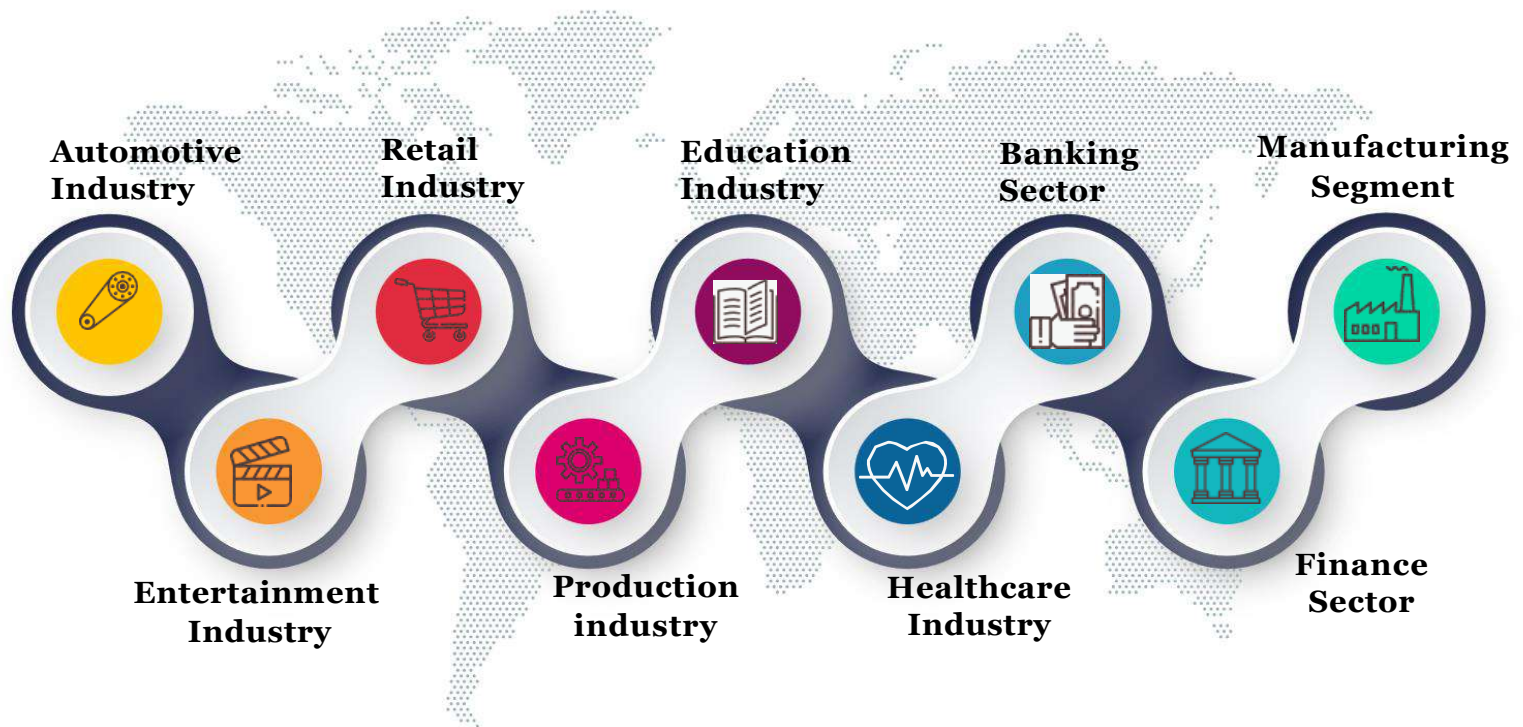 Automotive
Industry
Retail
Industry
Education
Industry
Banking
Sector
Manufacturing
Segment
Entertainment
Industry
Production
industry
Healthcare
Industry
Finance
Sector